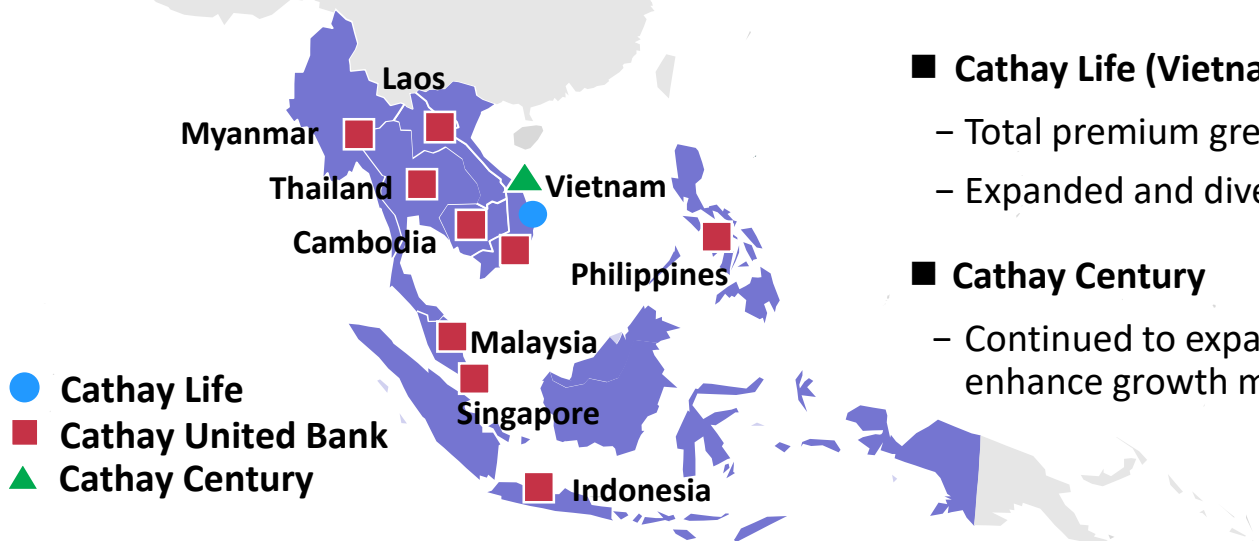 Laos
Myanmar
Thailand
Vietnam
Cambodia
Philippines
Malaysia
Singapore
Indonesia
Cathay Life
Cathay United Bank
Cathay Century
■ Cathay Life (Vietna
– Total premium gre
– Expanded and dive
■ Cathay Century
– Continued to expa
enhance growth m